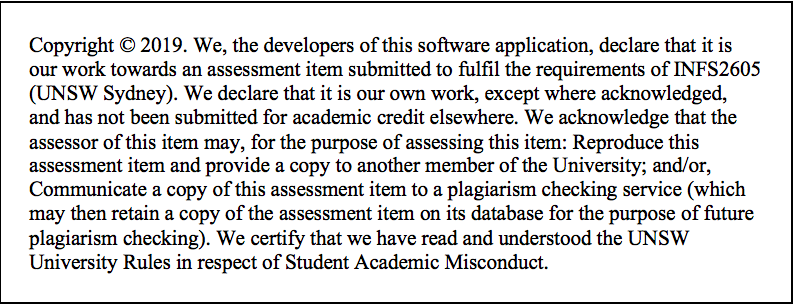 Copyright © 2019. We, the developers of this software application, declare that it is
our work towards an assessment item submitted to fulfil the requirements of INFS2605
(UNSW Sydney). We declare that it is our own work, except where acknowledged,
and has not been submitted for academic credit elsewhere. We acknowledge that the
assessor of this item may, for the purpose of assessing this item: Reproduce this
assessment item and provide a copy to another member of the University; and/or,
Communicate a copy of this assessment item to a plagiarism checking service (which
may then retain a copy of the assessment item on its database for the purpose of future
plagiarism checking). We certify that we have read and understood the UNSW
University Rules in respect of Student Academic Misconduct.